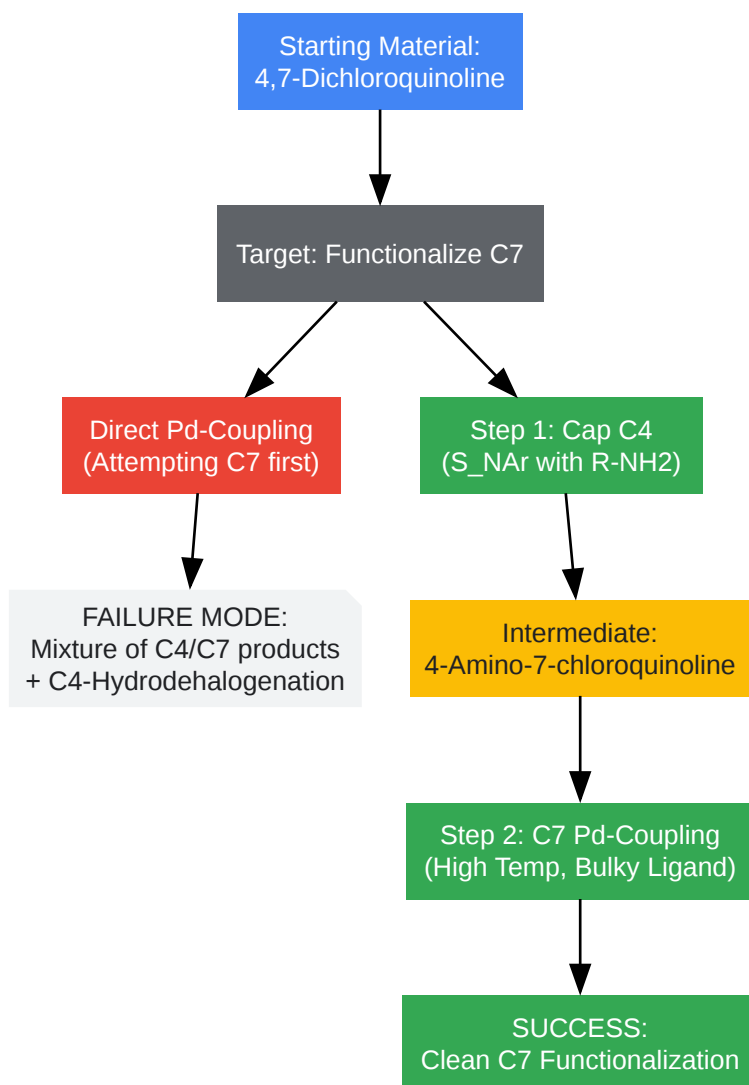 Starting Material:
4,7-Dichloroquinoline
Target: Functionalize C7
Direct Pd-Coupling
(Attempting C7 first)
Step 1: Cap C4
(S_NAr with R-NH2)
FAILURE MODE:
Mixture of C4/C7 products
+ C4-Hydrodehalogenation
Intermediate:
4-Amino-7-chloroquinoline
Step 2: C7 Pd-Coupling
(High Temp, Bulky Ligand)
SUCCESS:
Clean C7 Functionalization